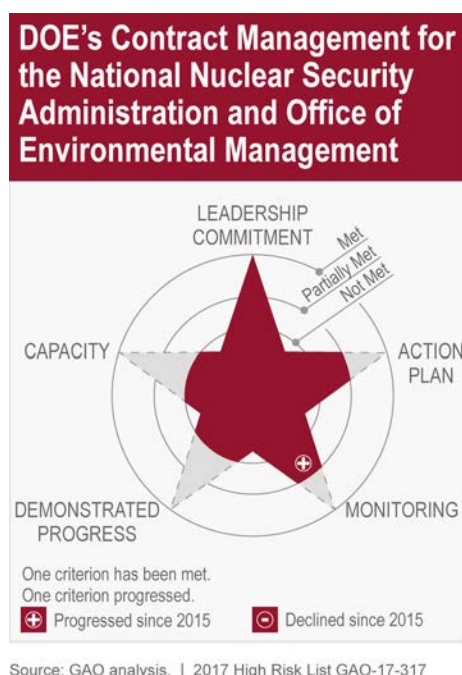 DOE's Contract Management for
the National Nuclear Security
Administration and Office of
Environmental Management
LEADERSHIP
COMMITMENT
Met
Partially Met
Not Met
CAPACITY
ACTION
PLAN
DEMONSTRATED
PROGRESS
MONITORING
One criterion has been met.
One criterion progressed.
Progressed since 2015
Declined since 2015
Source: GAO analysis. | 2017 High Risk List GAO-17-317